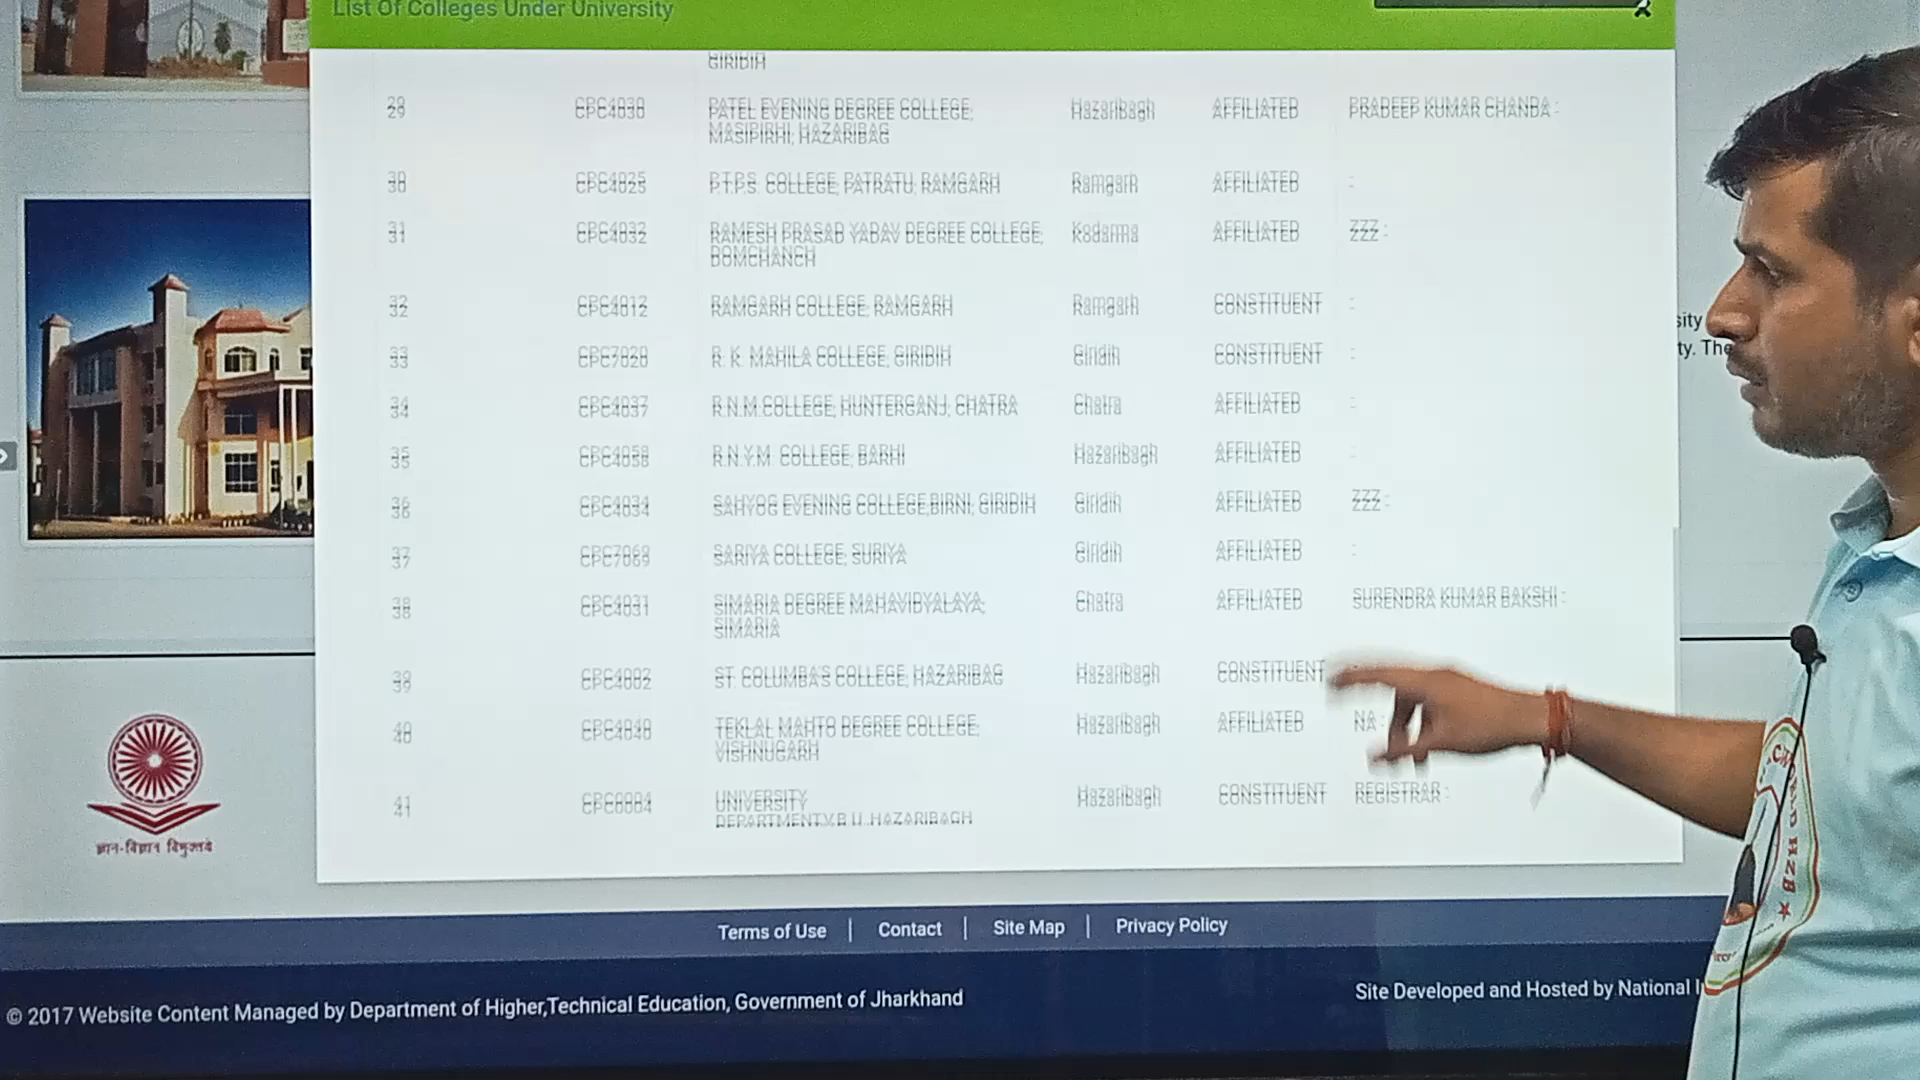 List Of Colleges Under University
GIRIDIH
29 CPC4030 PATEL EVENING DEGREE COLLEGE, Hazaribagh AFFILIATED PRADEEP KUMAR CHANDA :
MASIPIRHI, HAZARIBAG
30 CPC4025 P.T.P.S. COLLEGE, PATRATU, RAMGARH Ramgarh AFFILIATED :
31 CPC4032 RAMESH PRASAD YADAV DEGREE COLLEGE, Kodarma AFFILIATED ZZZ :
DOMCHANCH
32 CPC4012 RAMGARH COLLEGE, RAMGARH Ramgarh CONSTITUENT :
33 CPC7020 R. K. MAHILA COLLEGE, GIRIDIH Giridih CONSTITUENT :
34 CPC4037 R.N.M.COLLEGE, HUNTERGANJ, CHATRA Chatra AFFILIATED :
35 R.N.Y.M. COLLEGE, BARHI Hazaribagh AFFILIATED :
36 CPC4034 SAHYOG EVENING COLLEGE,BIRNI, GIRIDIH Giridih AFFILIATED ZZZ :
37 CPC7069 SARIYA COLLEGE, SURIYA Giridih AFFILIATED :
38 CPC4031 SIMARIA DEGREE MAHAVIDYALAYA, Chatra AFFILIATED SURENDRA KUMAR BAKSHI :
SIMARIA
39 CPC4002 ST. COLUMBA'S COLLEGE, HAZARIBAG Hazaribagh CONSTITUENT
40 CPC4040 TEKLAL MAHTO DEGREE COLLEGE, Hazaribagh AFFILIATED NA :
VISHNUGARH
41 UNIVERSITY Hazaribagh CONSTITUENT REGISTRAR :
DEPARTMENT,V.B.U.,HAZARIBAGH
sity
ty. The
ज्ञान-विज्ञान विमुक्तये
Terms of Use | Contact | Site Map | Privacy Policy
© 2017 Website Content Managed by Department of Higher,Technical Education, Government of Jharkhand
Site Developed and Hosted by National
HZB